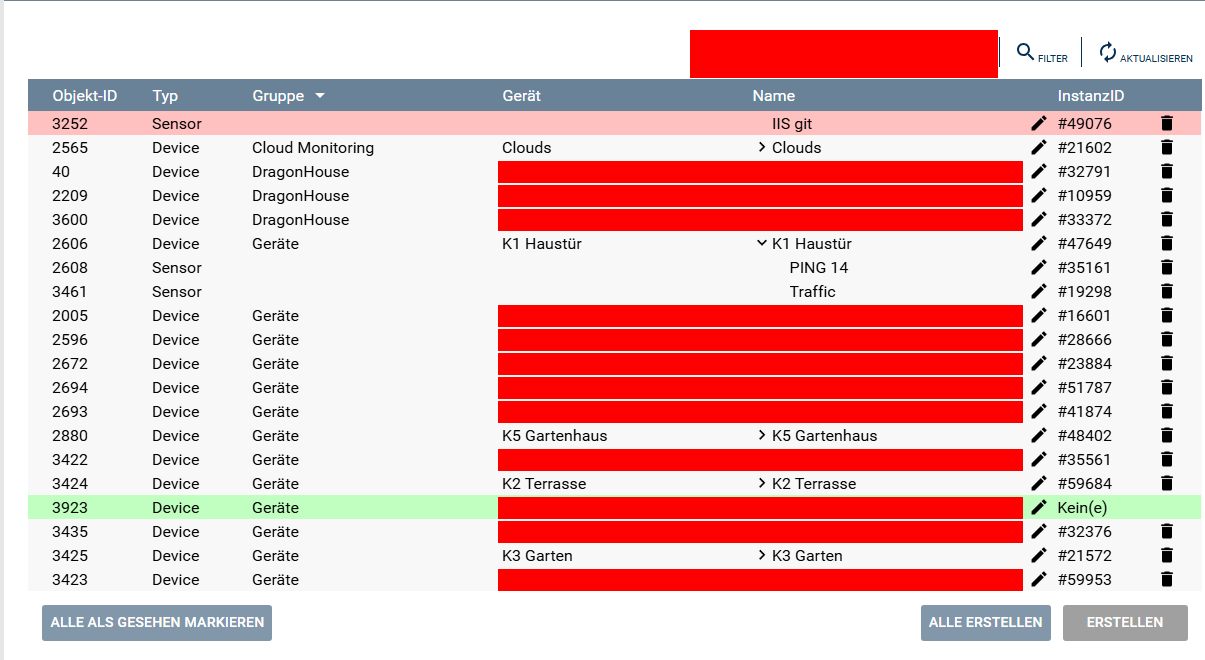 FILTER AKTUALISIEREN
Objekt-ID Typ Gruppe Gerät Name InstanzID
3252 Sensor IIS git #49076
2565 Device Cloud Monitoring Clouds Clouds #21602
40 Device DragonHouse #32791
2209 Device DragonHouse #10959
3600 Device DragonHouse #33372
2606 Device Geräte K1 Haustür K1 Haustür #47649
2608 Sensor PING 14 #35161
3461 Sensor Traffic #19298
2005 Device Geräte #16601
2596 Device Geräte #28666
2672 Device Geräte #23884
2694 Device Geräte #51787
2693 Device Geräte #41874
2880 Device Geräte K5 Gartenhaus K5 Gartenhaus #48402
3422 Device Geräte #35561
3424 Device Geräte K2 Terrasse K2 Terrasse #59684
3923 Device Geräte Kein(e)
3435 Device Geräte #32376
3425 Device Geräte K3 Garten K3 Garten #21572
3423 Device Geräte #59953
ALLE ALS GESEHEN MARKIEREN ALLE ERSTELLEN ERSTELLEN